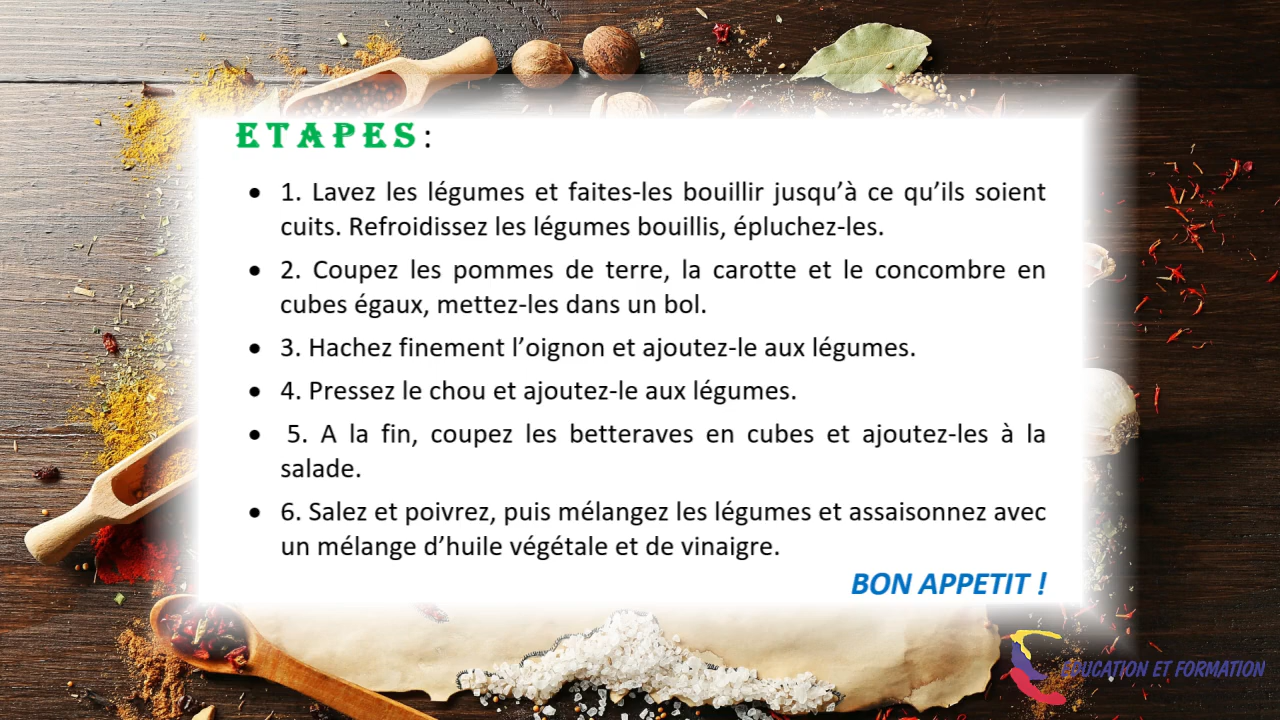 ETAPES:
• 1. Lavez les légumes et faites-les bouillir jusqu’à ce qu’ils soient
cuits. Refroidissez les légumes bouillis, épluchez-les.
• 2. Coupez les pommes de terre, la carotte et le concombre en
cubes égaux, mettez-les dans un bol.
• 3. Hachez finement l’oignon et ajoutez-le aux légumes.
• 4. Pressez le chou et ajoutez-le aux légumes.
• 5. A la fin, coupez les betteraves en cubes et ajoutez-les à la
salade.
• 6. Salez et poivrez, puis mélangez les légumes et assaisonnez avec
un mélange d’huile végétale et de vinaigre.
BON APPETIT !
EDUCATION ET FORMATION